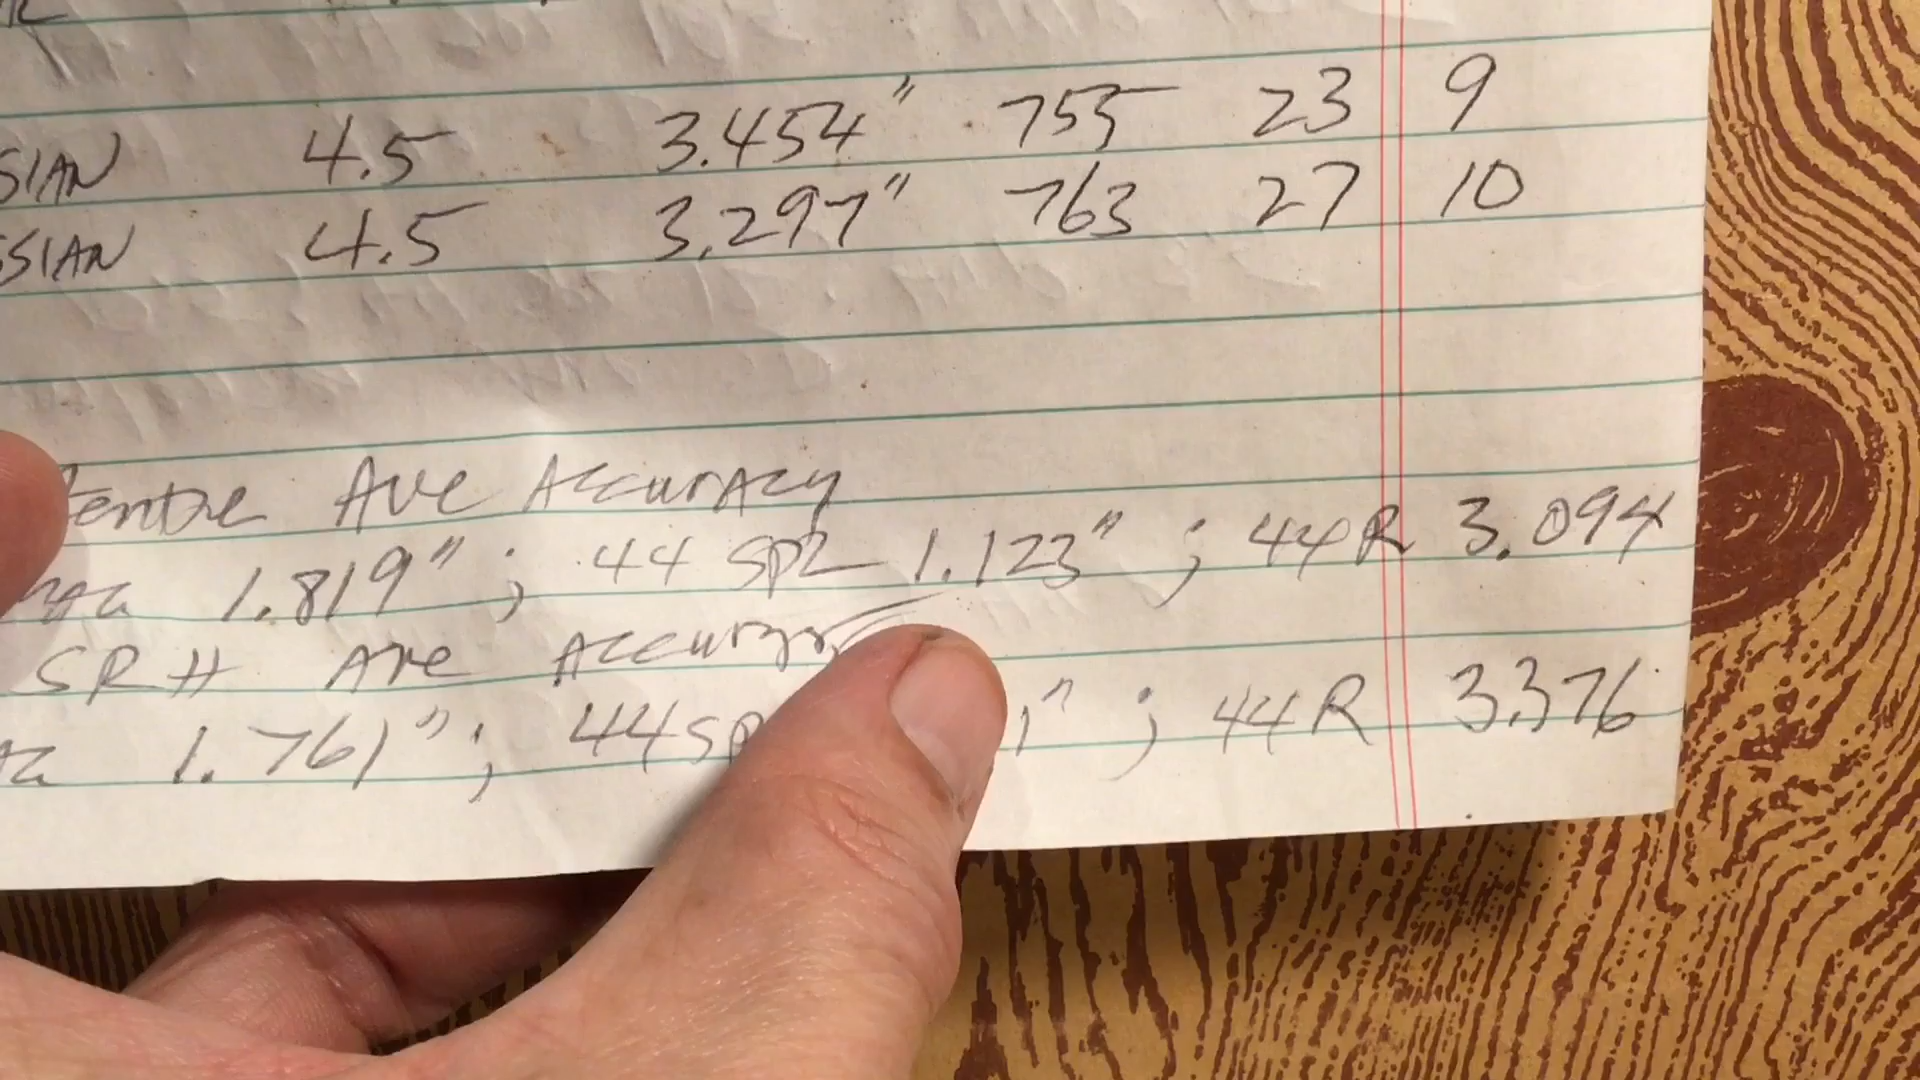 SIAN 4.5 3.454" 755 23 9
SSIAN 4.5 3.297" 763 27 10
Ave Accuracy
1.819" ; 44 SPL 1.123" ; 44R 3.094
SRH Ave Accuracy
1.761" ; 44 SP 1" ; 44R 3.376